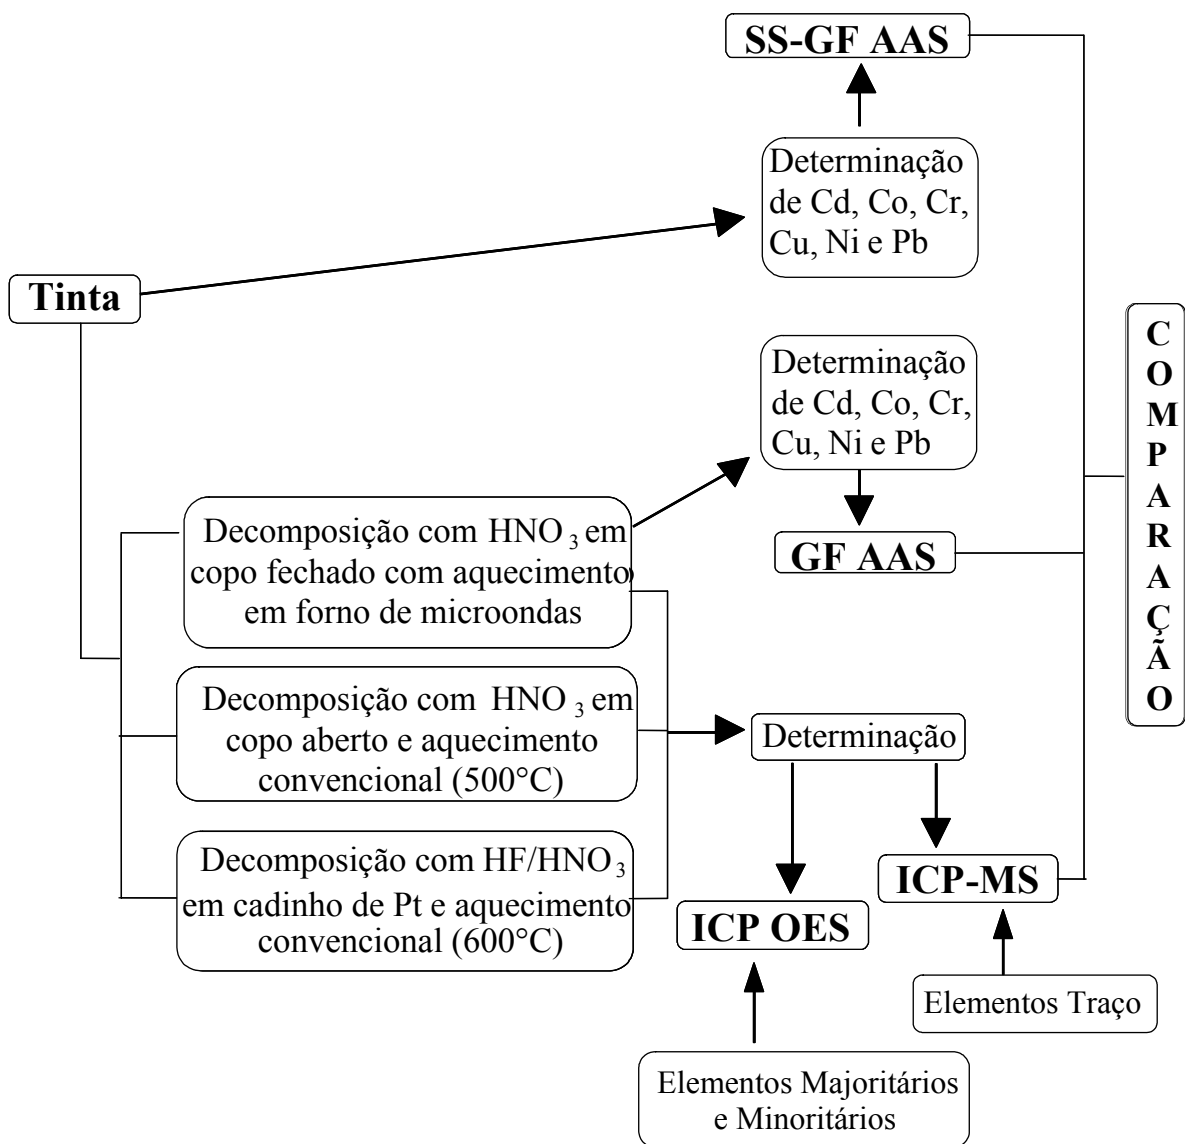 SS-GF AAS
Determinação
de Cd, Co, Cr,
Cu, Ni e Pb
Tinta
Determinação
de Cd, Co, Cr,
Cu, Ni e Pb
GF AAS
Decomposição com HNO₃ em
copo fechado com aquecimento
em forno de microondas
Decomposição com HNO₃ em
copo aberto e aquecimento
convencional (500°C)
Decomposição com HF/HNO₃
em cadinho de Pt e aquecimento
convencional (600°C)
Determinação
ICP-MS
ICP OES
Elementos Traço
Elementos Majoritários
e Minoritários
C
O
M
P
A
R
A
Ç
Ã
O